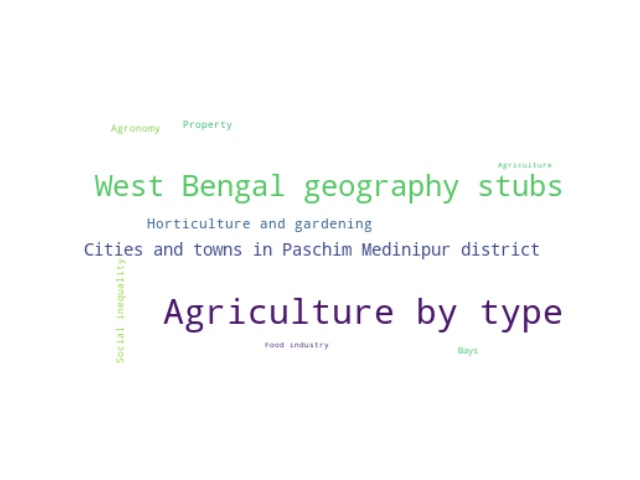 Agronomy
Property
Agriculture
West Bengal geography stubs
Horticulture and gardening
Cities and towns in Paschim Medinipur district
Social inequality
Agriculture by type
Food industry
Bays